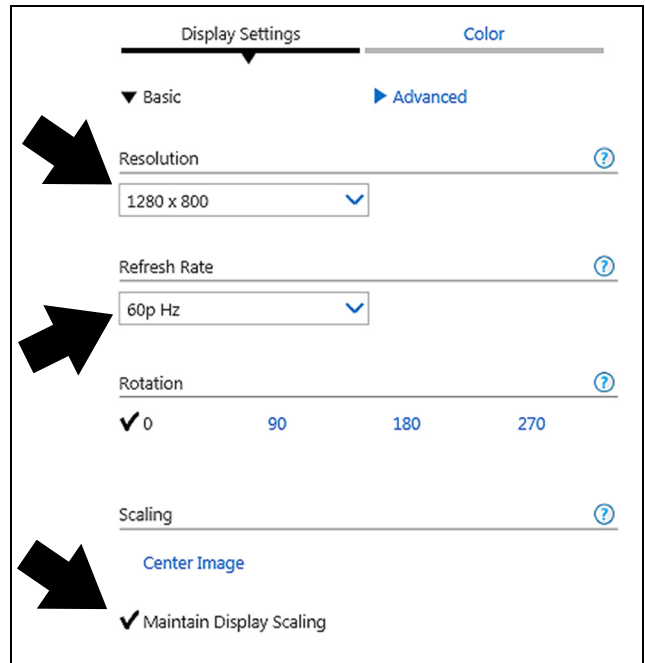 Display Settings Color
Basic Advanced
Resolution ?
1280 x 800
Refresh Rate ?
60p Hz
Rotation ?
0 90 180 270
Scaling ?
Center Image
Maintain Display Scaling